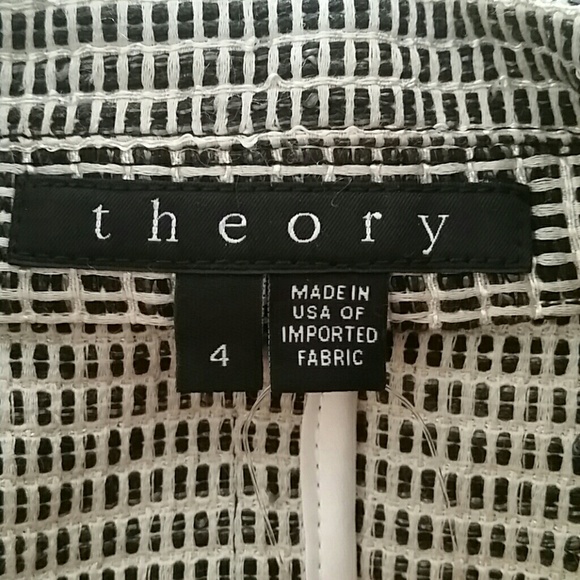 theory
4
MADE IN
USA OF
IMPORTED
FABRIC